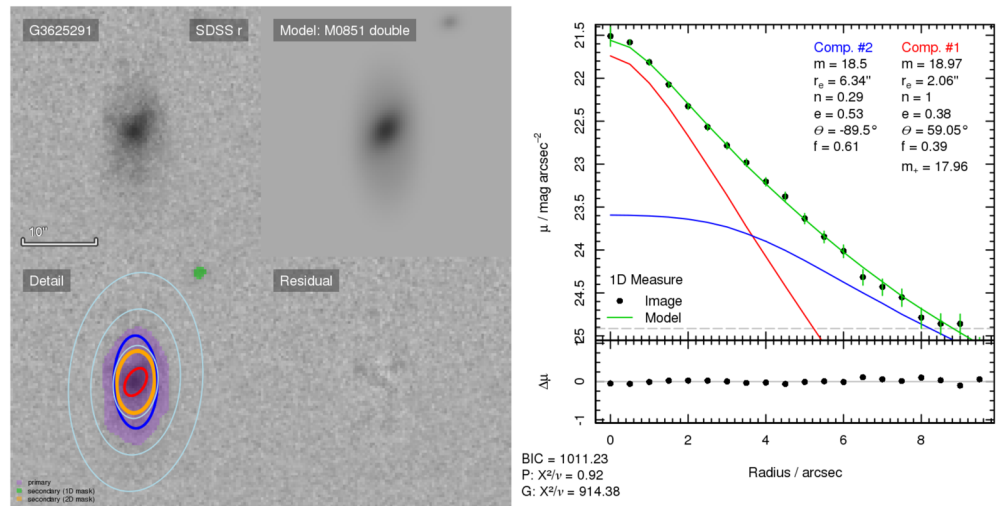 G3625291
SDSS r
Model: M0851 double
10"
Detail
Residual
primary
secondary (1D mask)
secondary (2D mask)
μ / mag arcsec⁻²
21.5
22
22.5
23
23.5
24
24.5
25
Comp. #2
m = 18.5
rₑ = 6.34"
n = 0.29
e = 0.53
Θ = -89.5°
f = 0.61
Comp. #1
m = 18.97
rₑ = 2.06"
n = 1
e = 0.38
Θ = 59.05°
f = 0.39
m₊ = 17.96
1D Measure
Image
Model
Δμ
0
-1
0
2
4
6
8
Radius / arcsec
BIC = 1011.23
P: X²/ν = 0.92
G: X²/ν = 914.38